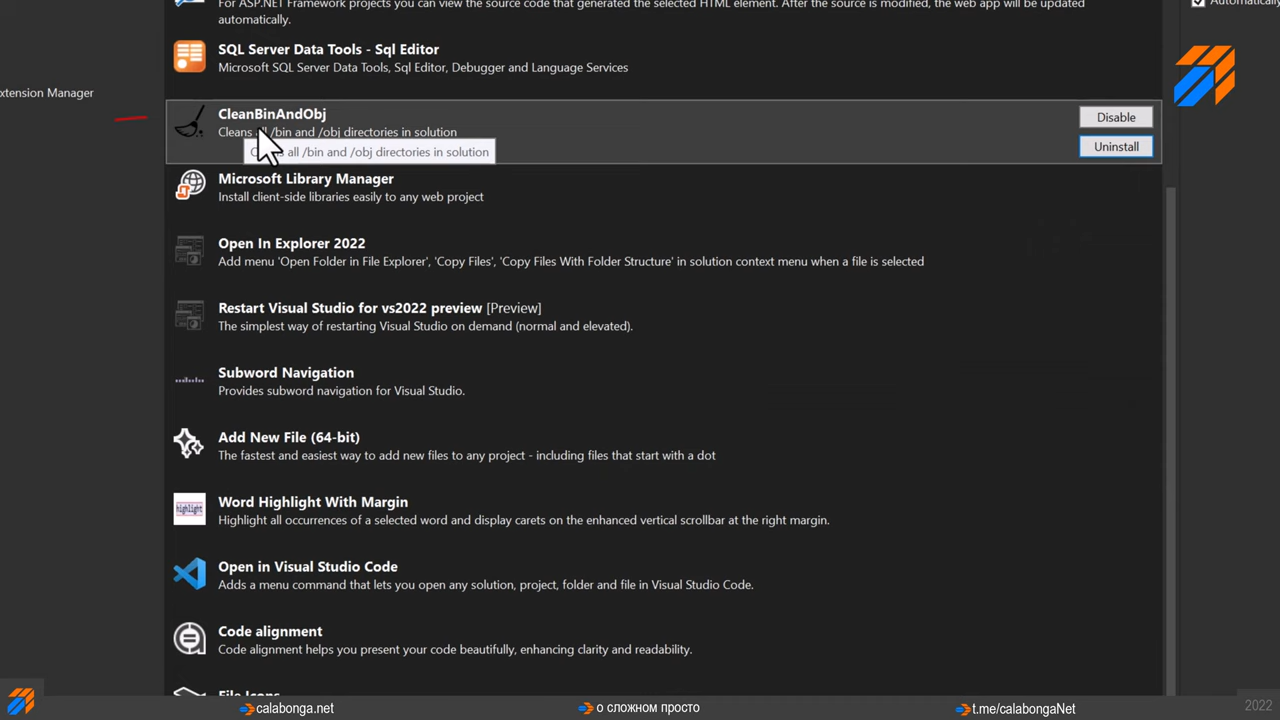 For ASP.NET Framework projects you can view the source code that generated the selected HTML element. After the source is modified, the web app will be updated
automatically.
Automatically
SQL Server Data Tools - Sql Editor
Microsoft SQL Server Data Tools, Sql Editor, Debugger and Language Services
xtension Manager
CleanBinAndObj
Cleans all /bin and /obj directories in solution
Disable
all /bin and /obj directories in solution
Uninstall
Microsoft Library Manager
Install client-side libraries easily to any web project
Open In Explorer 2022
Add menu 'Open Folder in File Explorer', 'Copy Files', 'Copy Files With Folder Structure' in solution context menu when a file is selected
Restart Visual Studio for vs2022 preview [Preview]
The simplest way of restarting Visual Studio on demand (normal and elevated).
Subword Navigation
Provides subword navigation for Visual Studio.
Add New File (64-bit)
The fastest and easiest way to add new files to any project - including files that start with a dot
highlight
Word Highlight With Margin
Highlight all occurrences of a selected word and display carets on the enhanced vertical scrollbar at the right margin.
Open in Visual Studio Code
Adds a menu command that lets you open any solution, project, folder and file in Visual Studio Code.
Code alignment
Code alignment helps you present your code beautifully, enhancing clarity and readability.
File Icons
calabonga.net
о сложном просто
t.me/calabongaNet
2022